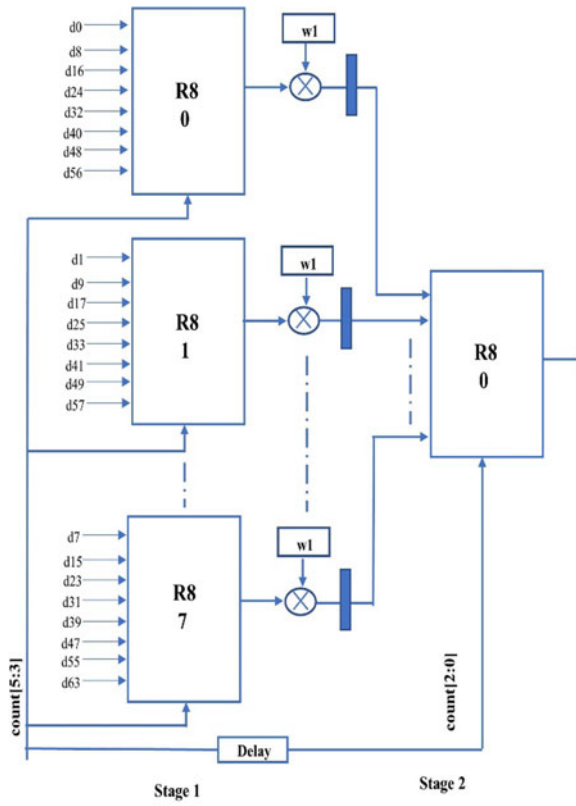 d0
d8
d16
d24
d32
d40
d48
d56
R8
0
w1
d1
d9
d17
d25
d33
d41
d49
d57
R8
1
w1
R8
0
d7
d15
d23
d31
d39
d47
d55
d63
R8
7
w1
count[5:3]
count[2:0]
Delay
Stage 1
Stage 2